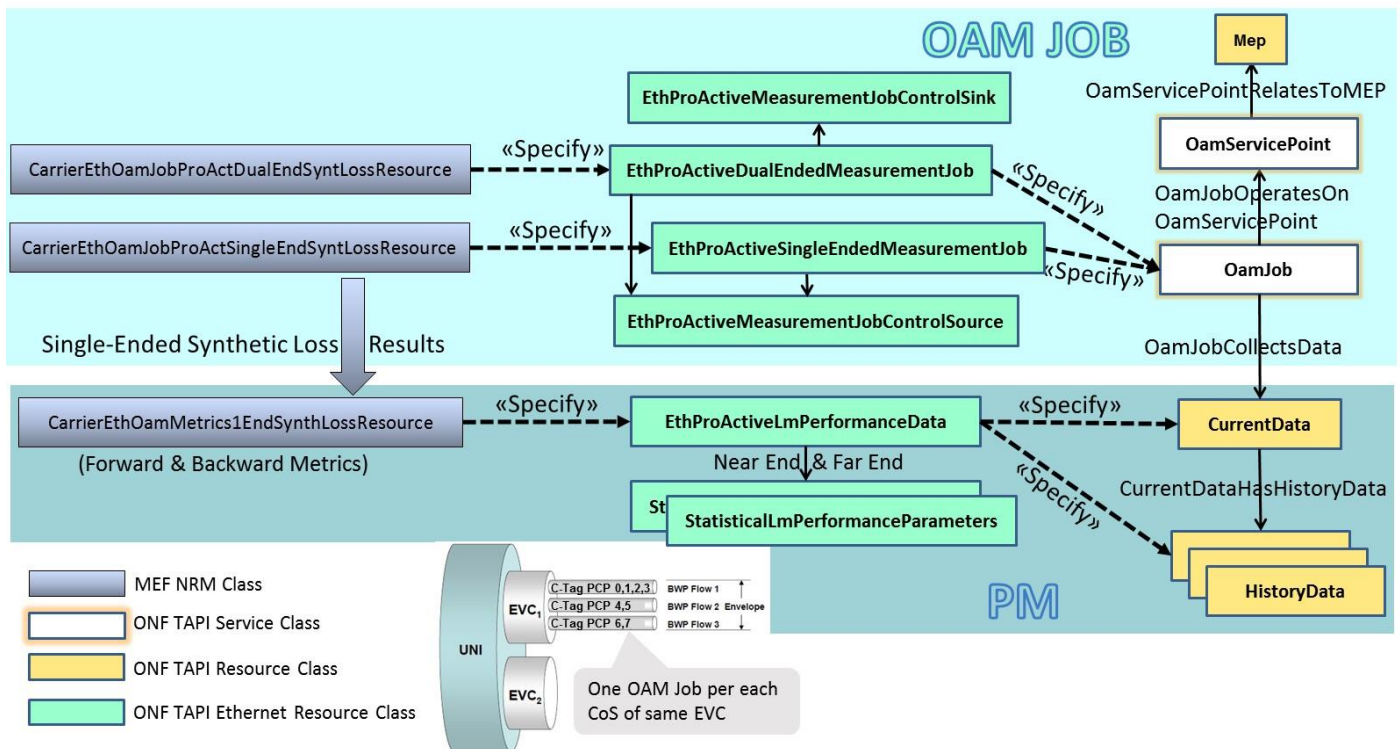 OAM JOB
Mep
OamServicePointRelatesToMEP
EthProActiveMeasurementJobControlSink
OamServicePoint
CarrierEthOamJobProActDualEndSyntLossResource
«Specify»
EthProActiveDualEndedMeasurementJob
«Specify»
OamJobOperatesOn
OamServicePoint
CarrierEthOamJobProActSingleEndSyntLossResource
«Specify»
EthProActiveSingleEndedMeasurementJob
«Specify»
OamJob
EthProActiveMeasurementJobControlSource
Single-Ended Synthetic Loss Results
OamJobCollectsData
CarrierEthOamMetrics1EndSynthLossResource
(Forward & Backward Metrics)
«Specify»
EthProActiveLmPerformanceData
«Specify»
CurrentData
Near End & Far End
«Specify»
CurrentDataHasHistoryData
St
StatisticalLmPerformanceParameters
HistoryData
PM
MEF NRM Class
ONF TAPI Service Class
ONF TAPI Resource Class
ONF TAPI Ethernet Resource Class
UNI
EVC1
C-Tag PCP 0,1,2,3
C-Tag PCP 4,5
C-Tag PCP 6,7
BWP Flow 1
BWP Flow 2 Envelope
BWP Flow 3
EVC2
One OAM Job per each
CoS of same EVC